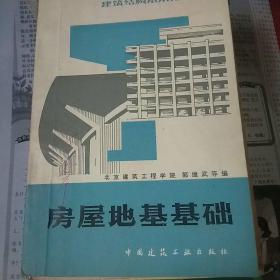 建筑结构
北京建筑工程学院 郭继武等编
房屋地基基础
中国建筑工业出版社